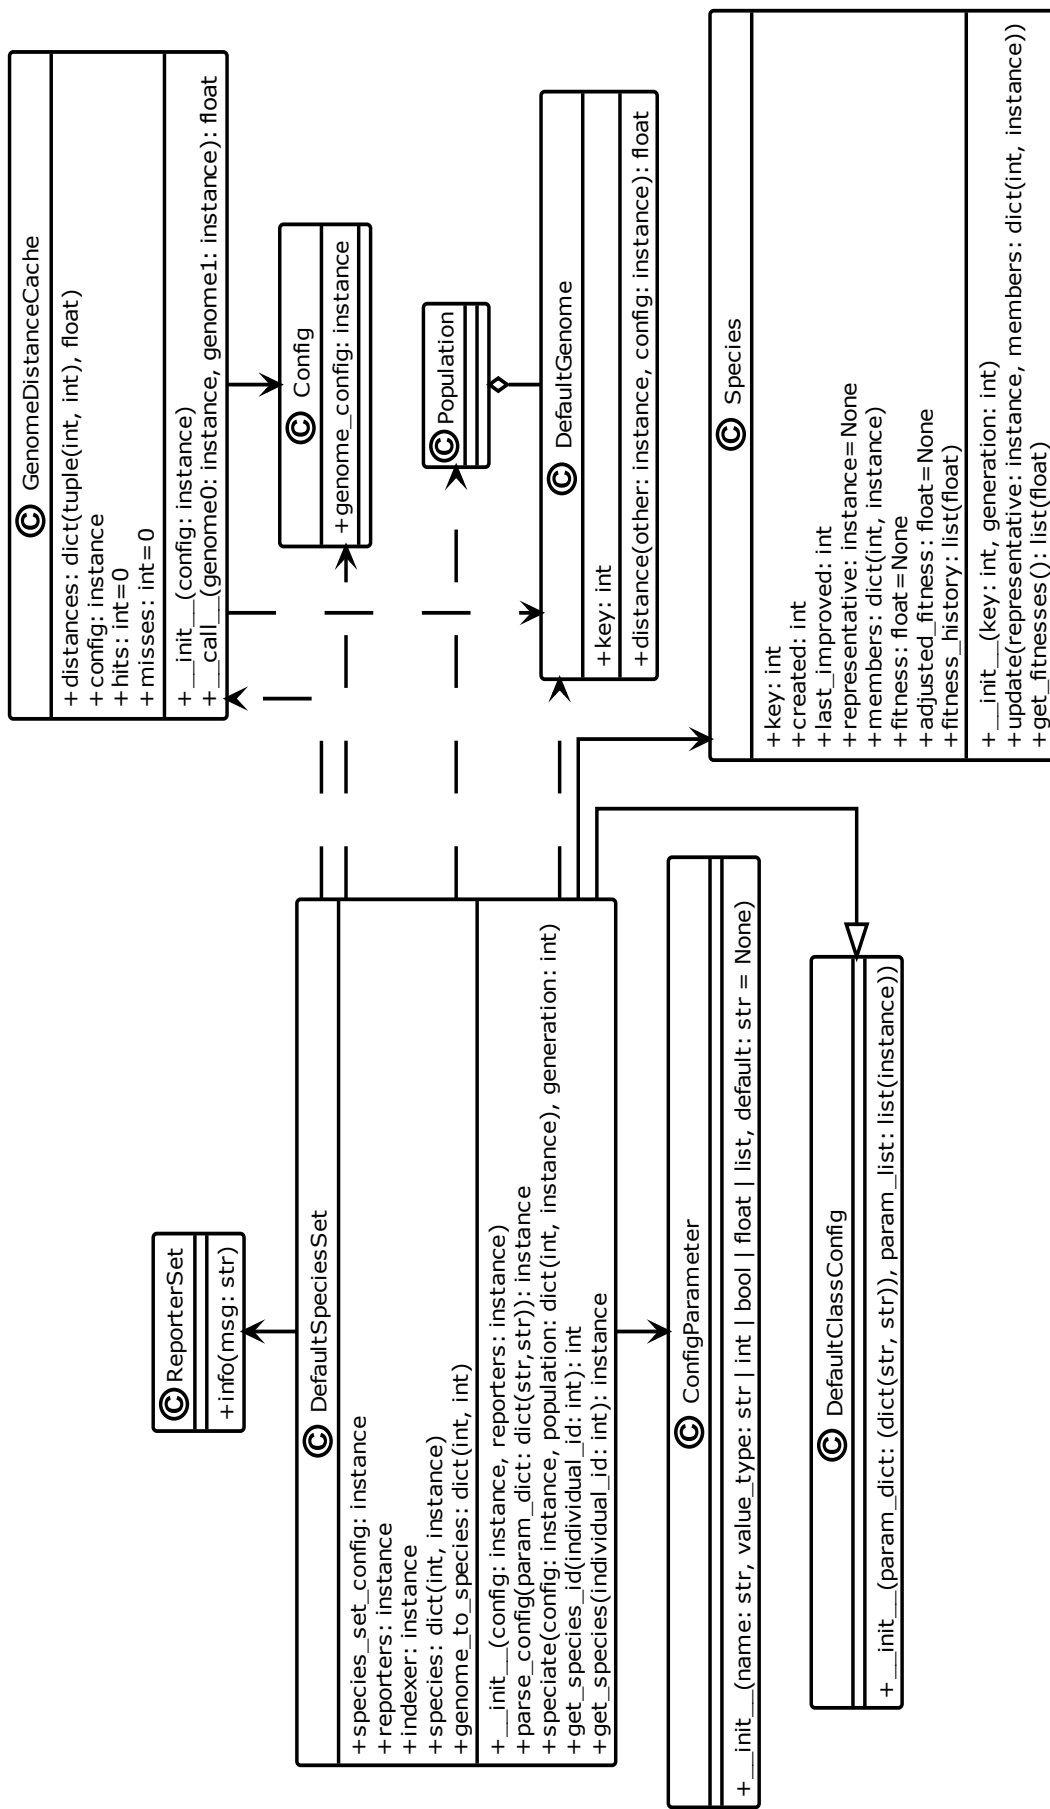 C GenomeDistanceCache
+distances: dict(tuple(int, int), float)
+config: instance
+hits: int=0
+misses: int=0
+__init__(config: instance)
+__call__(genome0: instance, genome1: instance): float
C Config
+genome_config: instance
C Population
C DefaultGenome
+key: int
+distance(other: instance, config: instance): float
C Species
+key: int
+created: int
+last_improved: int
+representative: instance=None
+members: dict(int, instance)
+fitness: float=None
+adjusted_fitness: float=None
+fitness_history: list(float)
+__init__(key: int, generation: int)
+update(representative: instance, members: dict(int, instance))
+get_fitnesses(): list(float)
C ReporterSet
+info(msg: str)
C DefaultSpeciesSet
+species_set_config: instance
+reporters: instance
+indexer: instance
+species: dict(int, instance)
+genome_to_species: dict(int, int)
+__init__(config: instance, reporters: instance)
+parse_config(param_dict: dict(str,str)): instance
+speciate(config: instance, population: dict(int, instance), generation: int)
+get_species_id(individual_id: int): int
+get_species(individual_id: int): instance
C ConfigParameter
+__init__(name: str, value_type: str | int | bool | float | list, default: str = None)
C DefaultClassConfig
+__init__(param_dict: (dict(str, str)), param_list: list(instance))